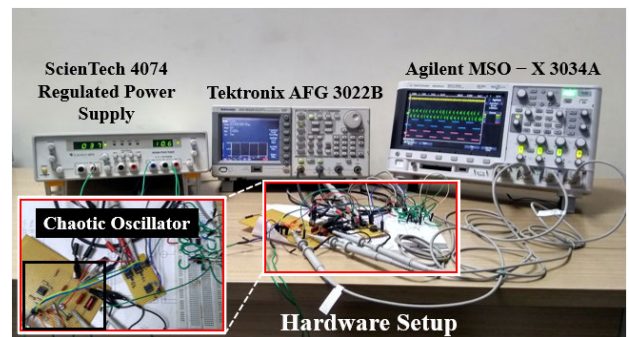 ScienTech 4074
Regulated Power
Supply
Tektronix AFG 3022B
Agilent MSO – X 3034A
Chaotic Oscillator
Hardware Setup